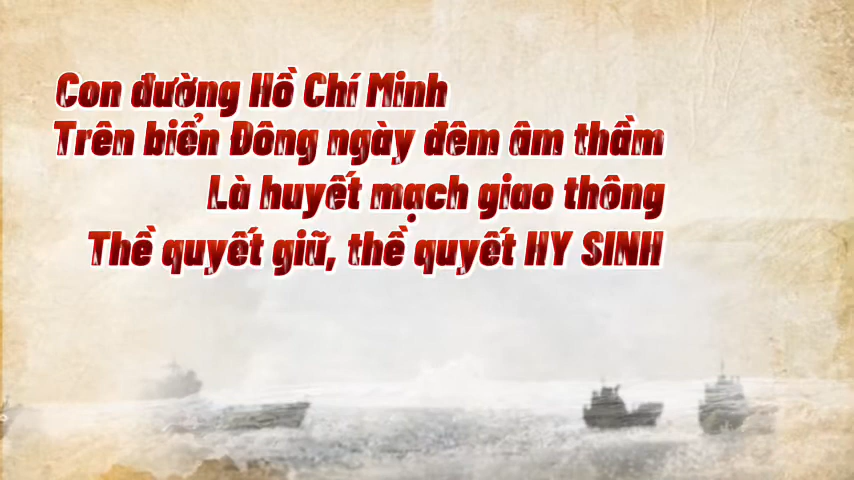 Con đường Hồ Chí Minh
Trên biển Đông ngày đêm âm thầm
Là huyết mạch giao thông
Thề quyết giữ, thề quyết HY SINH